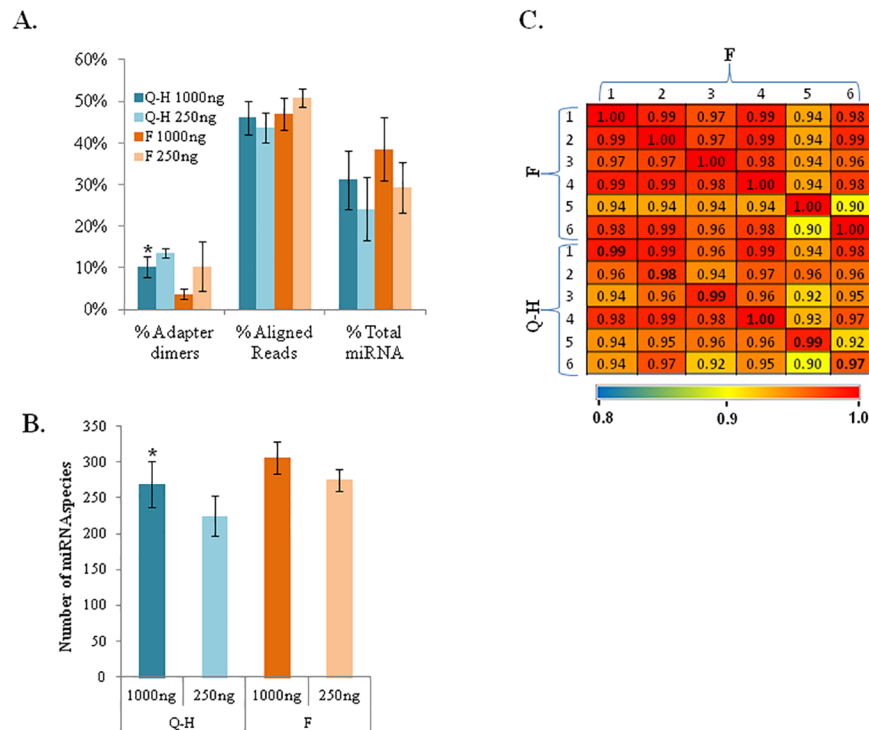 A.
60%
50%
40%
30%
20%
10%
0%
Q-H 1000ng
Q-H 250ng
F 1000ng
F 250ng
*
% Adapter dimers
% Aligned Reads
% Total miRNA
B.
Number of miRNA species
350
300
250
200
150
100
50
0
*
1000ng 250ng 1000ng 250ng
Q-H F
C.
F
1 2 3 4 5 6
F
1 1.00 0.99 0.97 0.99 0.94 0.98
2 0.99 1.00 0.97 0.99 0.94 0.99
3 0.97 0.97 1.00 0.98 0.94 0.96
4 0.99 0.99 0.98 1.00 0.94 0.98
5 0.94 0.94 0.94 0.94 1.00 0.90
6 0.98 0.99 0.96 0.98 0.90 1.00
Q-H
1 0.99 0.99 0.96 0.99 0.94 0.98
2 0.96 0.98 0.94 0.97 0.96 0.96
3 0.94 0.96 0.99 0.96 0.92 0.95
4 0.98 0.99 0.98 1.00 0.93 0.97
5 0.94 0.95 0.96 0.96 0.99 0.92
6 0.94 0.97 0.92 0.95 0.90 0.97
0.8 0.9 1.0